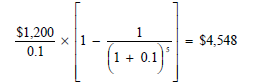 $1,200 / 0.1 × [1 - 1 / (1 + 0.1)^5] = $4,548